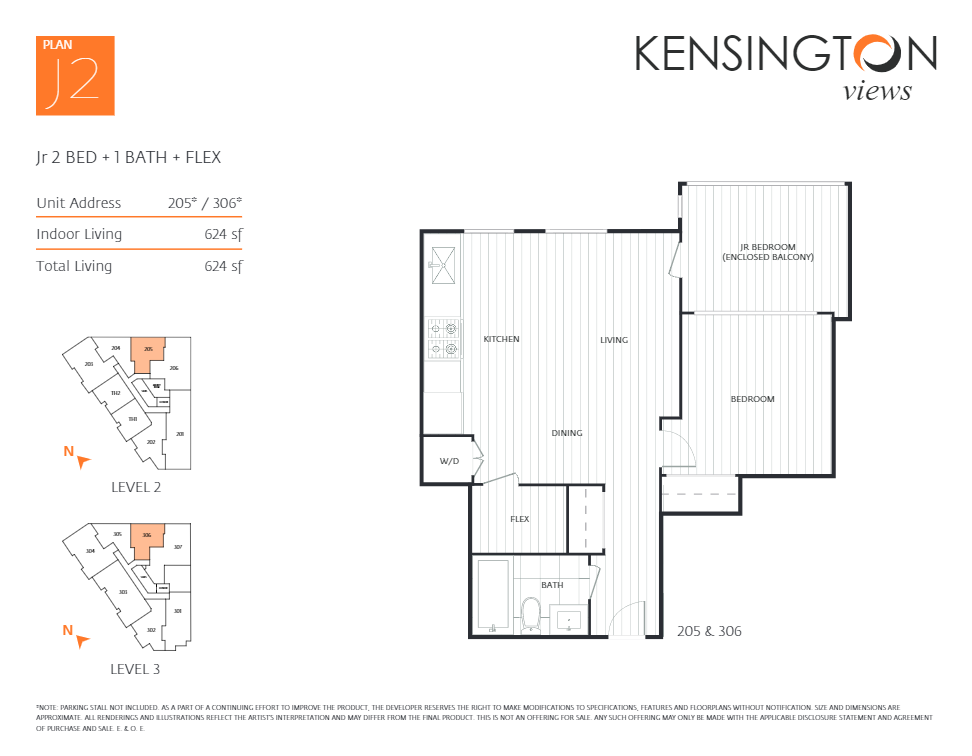 PLAN
J2
KENSINGTON
views
Jr 2 BED + 1 BATH + FLEX
Unit Address 205* / 306*
Indoor Living 624 sf
Total Living 624 sf
JR BEDROOM
(ENCLOSED BALCONY)
KITCHEN
LIVING
BEDROOM
DINING
W/D
FLEX
BATH
205 & 306
204
205
203
206
TH2
TH1
202
201
N
LEVEL 2
305
306
304
307
303
301
302
N
LEVEL 3
*NOTE: PARKING STALL NOT INCLUDED. AS A PART OF A CONTINUING EFFORT TO IMPROVE THE PRODUCT, THE DEVELOPER RESERVES THE RIGHT TO MAKE MODIFICATIONS TO SPECIFICATIONS, FEATURES AND FLOORPLANS WITHOUT NOTIFICATION. SIZE AND DIMENSIONS ARE
APPROXIMATE. ALL RENDERINGS AND ILLUSTRATIONS REFLECT THE ARTIST'S INTERPRETATION AND MAY DIFFER FROM THE FINAL PRODUCT. THIS IS NOT AN OFFERING FOR SALE. ANY SUCH OFFERING MAY ONLY BE MADE WITH THE APPLICABLE DISCLOSURE STATEMENT AND AGREEMENT
OF PURCHASE AND SALE. E. & O. E.